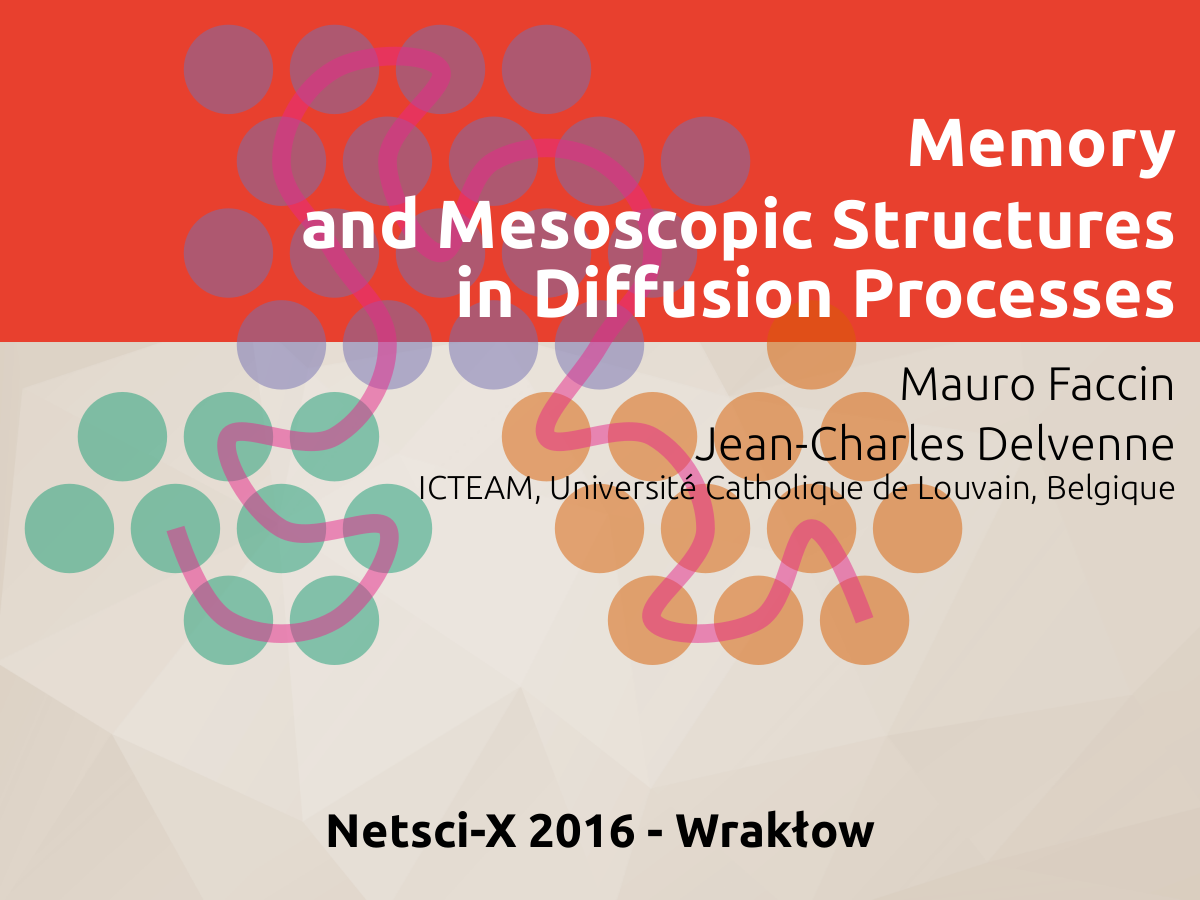 Memory
and Mesoscopic Structures
in Diffusion Processes
Mauro Faccin
Jean-Charles Delvenne
ICTEAM, Université Catholique de Louvain, Belgique
Netsci-X 2016 - Wrakłow